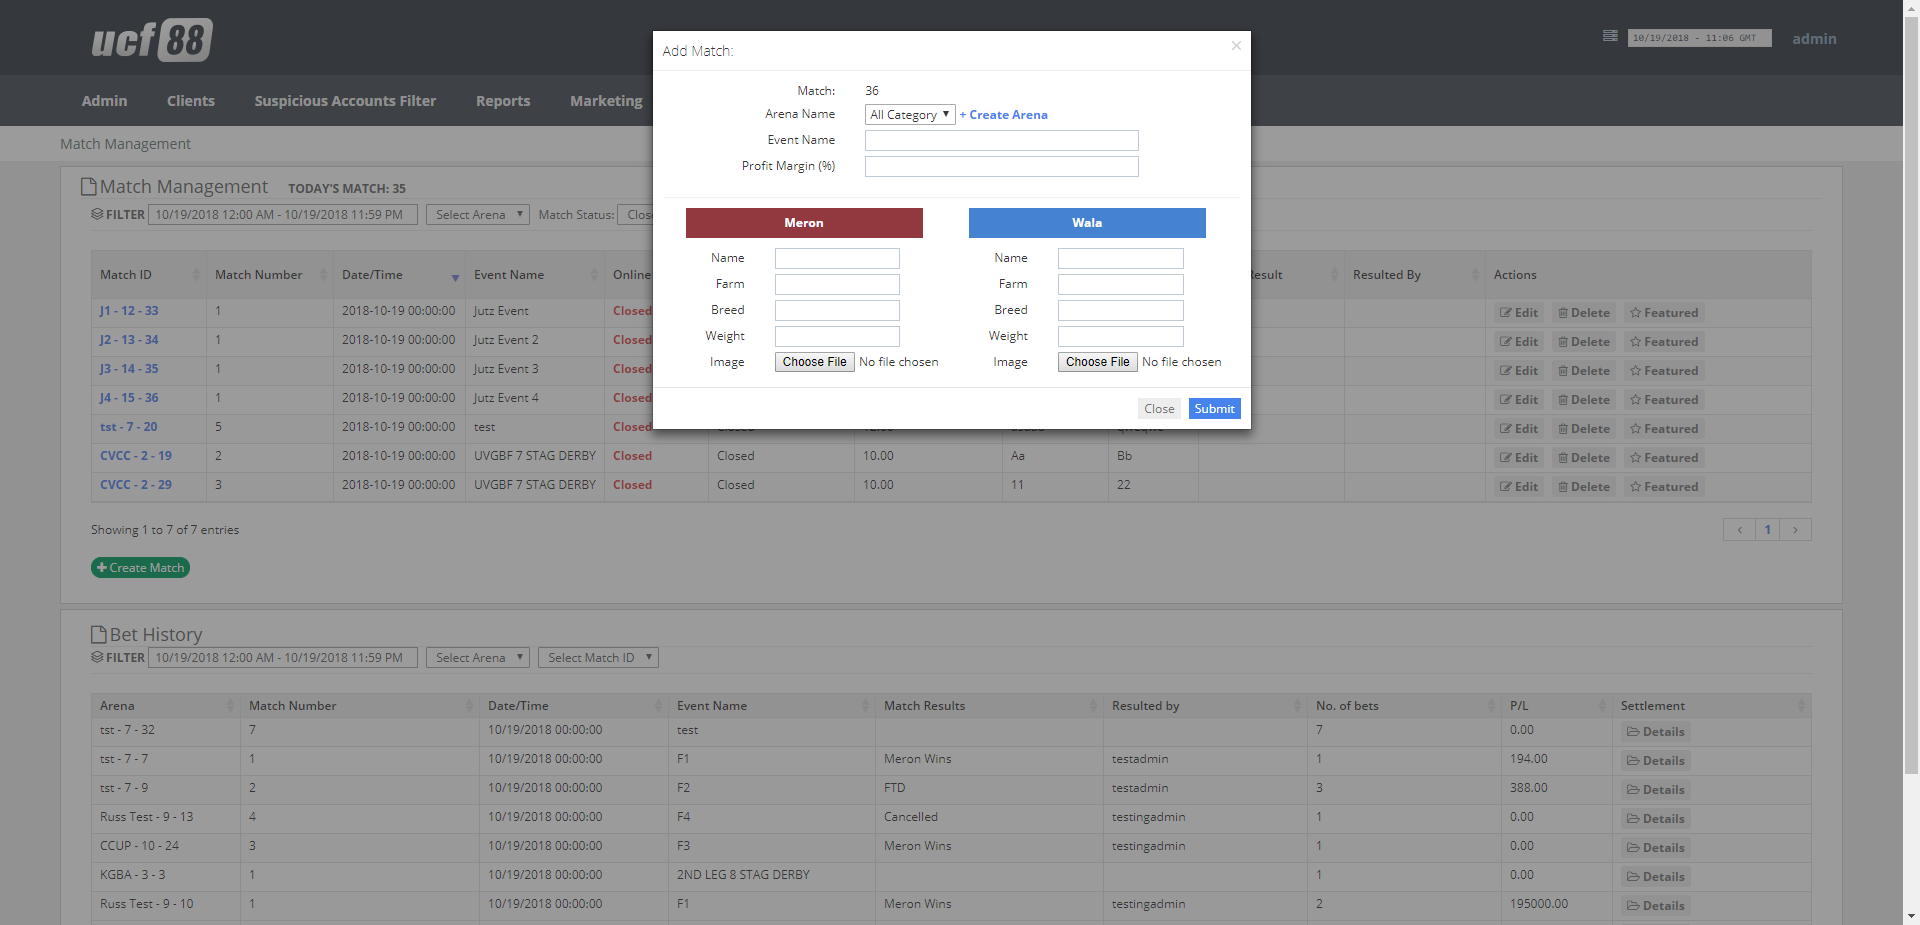 ucf 88
10/19/2018 - 11:06 GMT
admin
Admin
Clients
Suspicious Accounts Filter
Reports
Marketing
Match Management
Match Management TODAY'S MATCH: 35
FILTER 10/19/2018 12:00 AM - 10/19/2018 11:59 PM Select Arena Match Status:
Match ID Match Number Date/Time Event Name Online Resulted By Actions
J1 - 12 - 33 1 2018-10-19 00:00:00 Jutz Event Closed Edit Delete Featured
J2 - 13 - 34 1 2018-10-19 00:00:00 Jutz Event 2 Closed Edit Delete Featured
J3 - 14 - 35 1 2018-10-19 00:00:00 Jutz Event 3 Closed Edit Delete Featured
J4 - 15 - 36 1 2018-10-19 00:00:00 Jutz Event 4 Closed Edit Delete Featured
tst - 7 - 20 5 2018-10-19 00:00:00 test Closed Edit Delete Featured
CVCC - 2 - 19 2 2018-10-19 00:00:00 UVGBF 7 STAG DERBY Closed Closed 10.00 Aa Bb Edit Delete Featured
CVCC - 2 - 29 3 2018-10-19 00:00:00 UVGBF 7 STAG DERBY Closed Closed 10.00 11 22 Edit Delete Featured
Showing 1 to 7 of 7 entries
‹ 1 ›
+ Create Match
Add Match: ×
Match: 36
Arena Name All Category + Create Arena
Event Name
Profit Margin (%)
Meron
Name
Farm
Breed
Weight
Image Choose File No file chosen
Wala
Name
Farm
Breed
Weight
Image Choose File No file chosen
Close Submit
Bet History
FILTER 10/19/2018 12:00 AM - 10/19/2018 11:59 PM Select Arena Select Match ID
Arena Match Number Date/Time Event Name Match Results Resulted by No. of bets P/L Settlement
tst - 7 - 32 7 10/19/2018 00:00:00 test 7 0.00 Details
tst - 7 - 7 1 10/19/2018 00:00:00 F1 Meron Wins testadmin 1 194.00 Details
tst - 7 - 9 2 10/19/2018 00:00:00 F2 FTD testadmin 3 388.00 Details
Russ Test - 9 - 13 4 10/19/2018 00:00:00 F4 Cancelled testingadmin 1 0.00 Details
CCUP - 10 - 24 3 10/19/2018 00:00:00 F3 Meron Wins testingadmin 1 0.00 Details
KGBA - 3 - 3 1 10/19/2018 00:00:00 2ND LEG 8 STAG DERBY 1 0.00 Details
Russ Test - 9 - 10 1 10/19/2018 00:00:00 F1 Meron Wins testingadmin 2 195000.00 Details